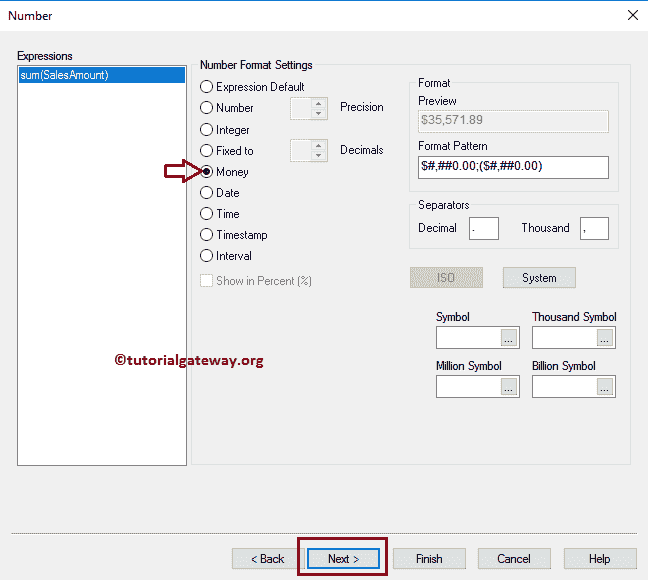 Number
Expressions
sum(SalesAmount)
Number Format Settings
Expression Default
Number
Precision
Integer
Fixed to
Decimals
Money
Date
Time
Timestamp
Interval
Show in Percent (%)
Format
Preview
$35,571.89
Format Pattern
$#,##0.00;($#,##0.00)
Separators
Decimal . Thousand ,
ISO System
Symbol Thousand Symbol
... ...
Million Symbol Billion Symbol
... ...
©tutorialgateway.org
< Back Next > Finish Cancel Help